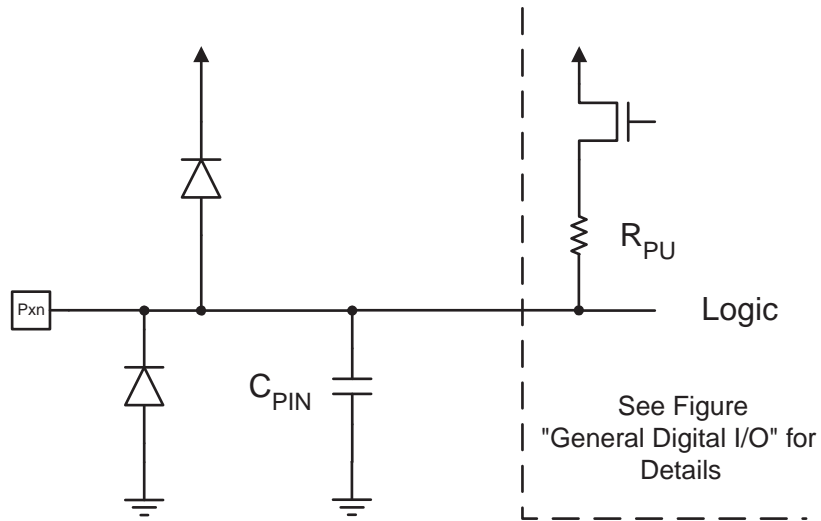 R_PU
Pxn
Logic
C_PIN
See Figure
"General Digital I/O" for
Details